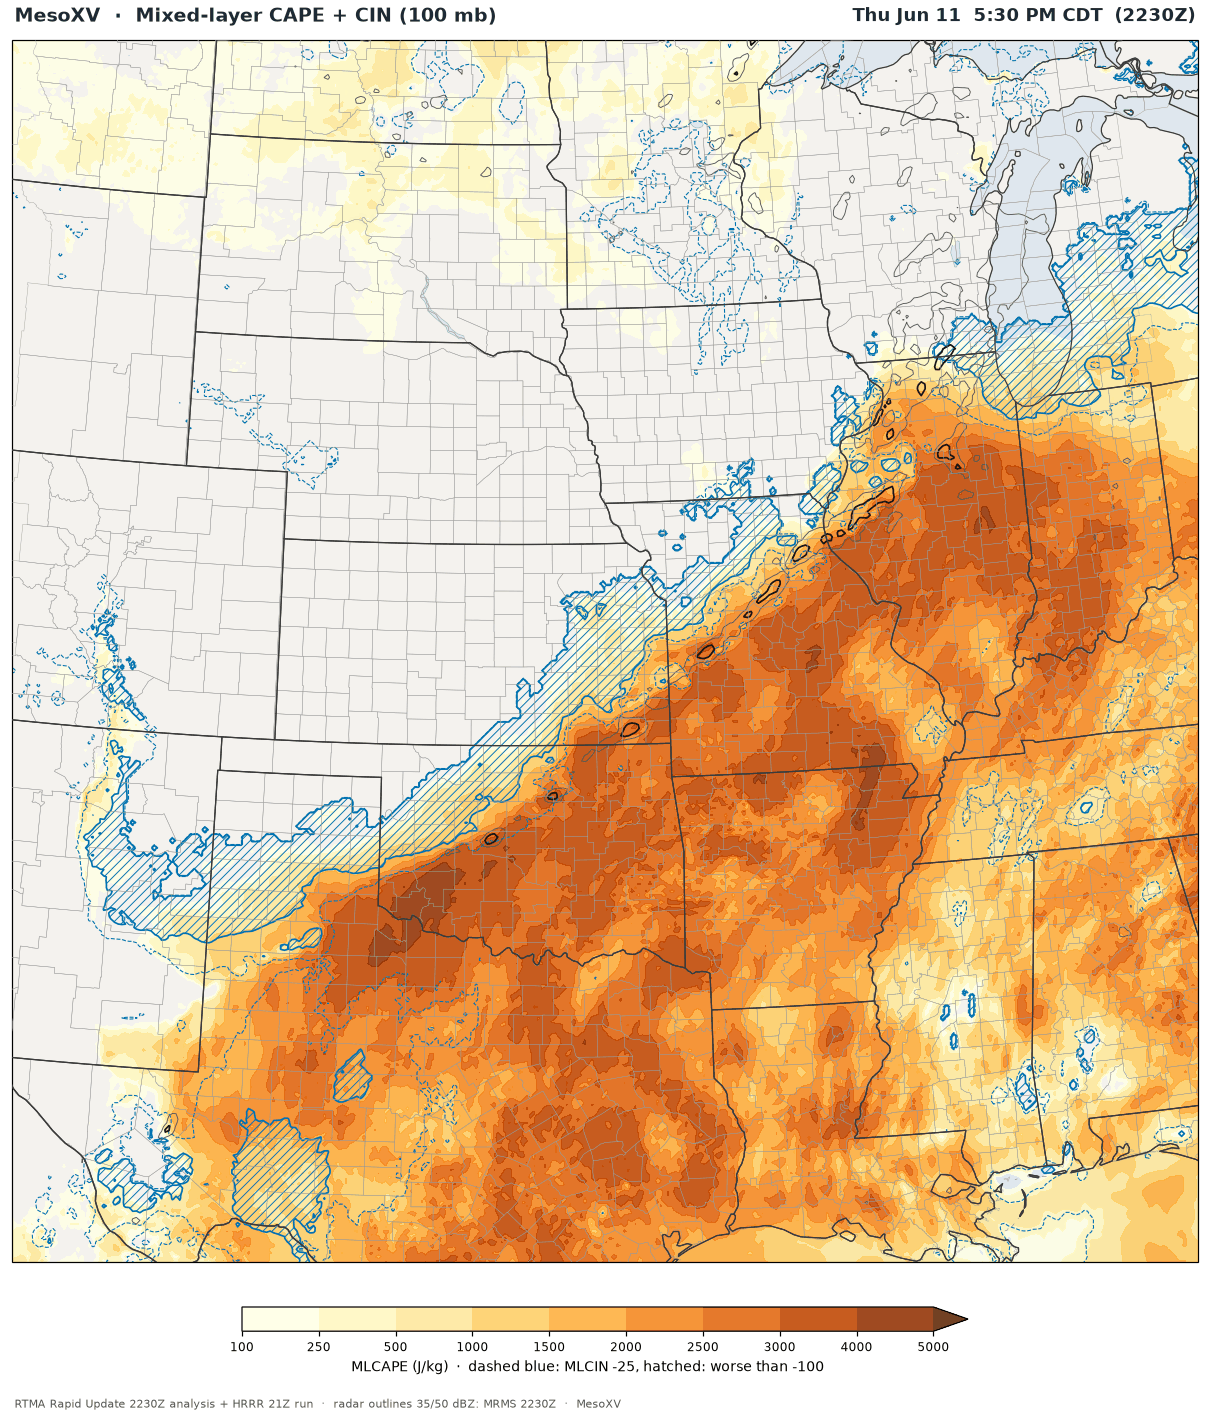 MesoXV · Mixed-layer CAPE + CIN (100 mb)
Thu Jun 11 5:30 PM CDT (2230Z)
100 250 500 1000 1500 2000 2500 3000 4000 5000
MLCAPE (J/kg) · dashed blue: MLCIN -25, hatched: worse than -100
RTMA Rapid Update 2230Z analysis + HRRR 21Z run · radar outlines 35/50 dBZ: MRMS 2230Z · MesoXV